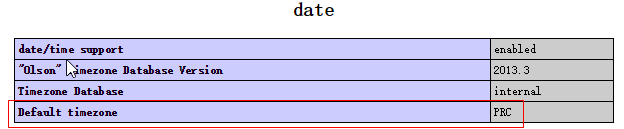 date
date/time support enabled
"Olson" Timezone Database Version 2013.3
Timezone Database internal
Default timezone PRC